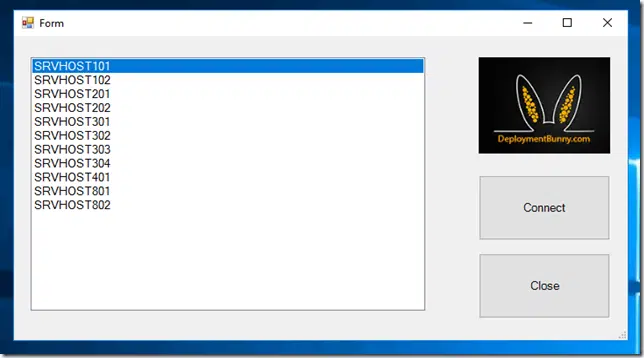 Form
SRVHOST101
SRVHOST102
SRVHOST201
SRVHOST202
SRVHOST301
SRVHOST302
SRVHOST303
SRVHOST304
SRVHOST401
SRVHOST801
SRVHOST802
DeploymentBunny.com
Connect
Close